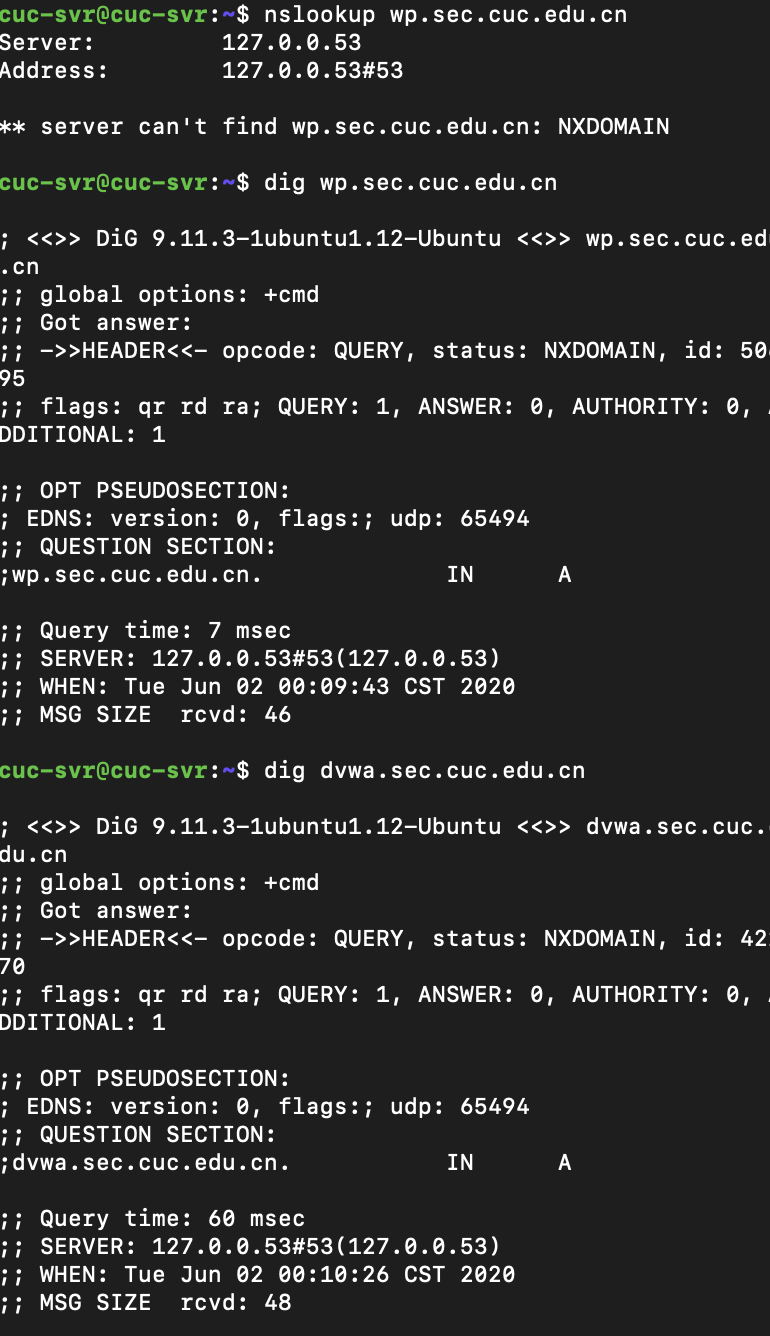 cuc-svr@cuc-svr:~$ nslookup wp.sec.cuc.edu.cn
Server:         127.0.0.53
Address:        127.0.0.53#53
** server can't find wp.sec.cuc.edu.cn: NXDOMAIN
cuc-svr@cuc-svr:~$ dig wp.sec.cuc.edu.cn
; <<>> DiG 9.11.3-1ubuntu1.12-Ubuntu <<>> wp.sec.cuc.edu
.cn
;; global options: +cmd
;; Got answer:
;; ->>HEADER<<- opcode: QUERY, status: NXDOMAIN, id: 50
95
;; flags: qr rd ra; QUERY: 1, ANSWER: 0, AUTHORITY: 0,
DDITIONAL: 1
;; OPT PSEUDOSECTION:
; EDNS: version: 0, flags:; udp: 65494
;; QUESTION SECTION:
;wp.sec.cuc.edu.cn.             IN      A
;; Query time: 7 msec
;; SERVER: 127.0.0.53#53(127.0.0.53)
;; WHEN: Tue Jun 02 00:09:43 CST 2020
;; MSG SIZE  rcvd: 46
cuc-svr@cuc-svr:~$ dig dvwa.sec.cuc.edu.cn
; <<>> DiG 9.11.3-1ubuntu1.12-Ubuntu <<>> dvwa.sec.cuc.
du.cn
;; global options: +cmd
;; Got answer:
;; ->>HEADER<<- opcode: QUERY, status: NXDOMAIN, id: 42
70
;; flags: qr rd ra; QUERY: 1, ANSWER: 0, AUTHORITY: 0,
DDITIONAL: 1
;; OPT PSEUDOSECTION:
; EDNS: version: 0, flags:; udp: 65494
;; QUESTION SECTION:
;dvwa.sec.cuc.edu.cn.           IN      A
;; Query time: 60 msec
;; SERVER: 127.0.0.53#53(127.0.0.53)
;; WHEN: Tue Jun 02 00:10:26 CST 2020
;; MSG SIZE  rcvd: 48